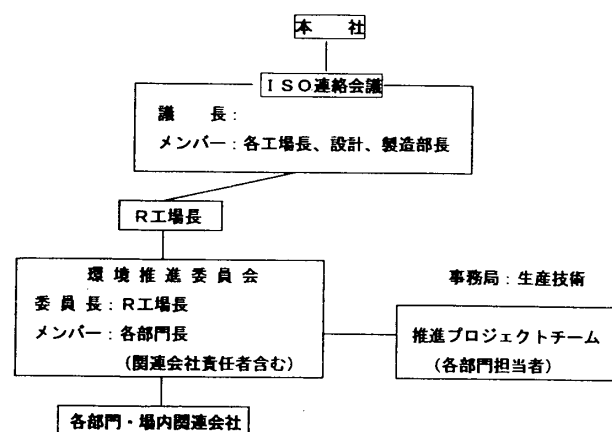 本 社
ISO連絡会議
議 長：
メンバー：各工場長、設計、製造部長
R工場長
環 境 推 進 委 員 会
委 員 長：R工場長
メンバー：各部門長
(関連会社責任者含む)
事務局：生産技術
推進プロジェクトチーム
(各部門担当者)
各部門・場内関連会社